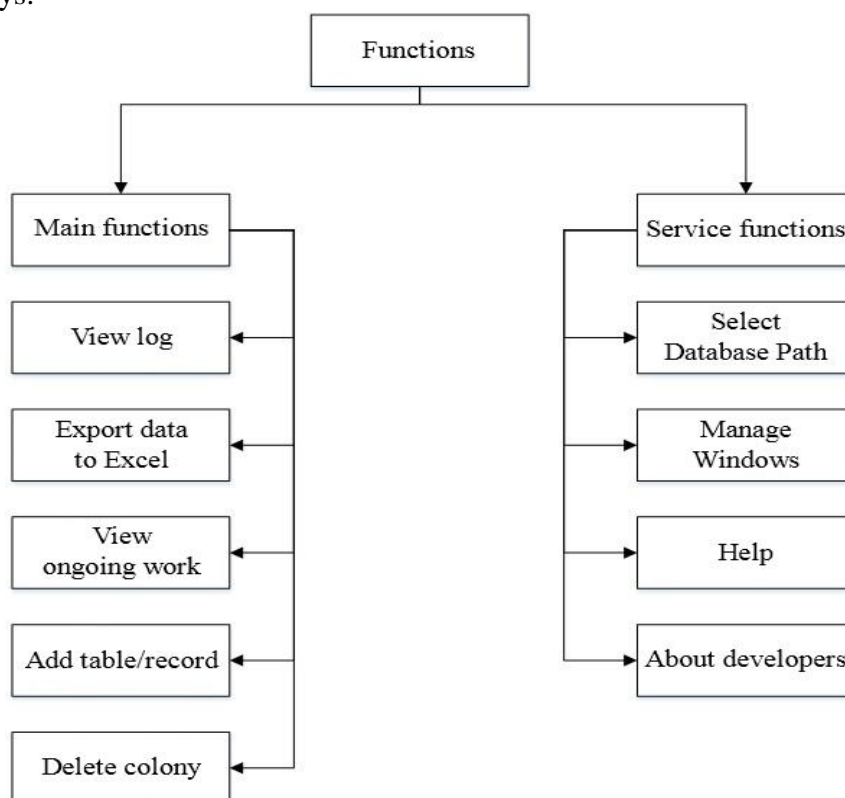 Functions
Main functions
View log
Export data
to Excel
View
ongoing work
Add table/record
Delete colony
Service functions
Select
Database Path
Manage
Windows
Help
About developers